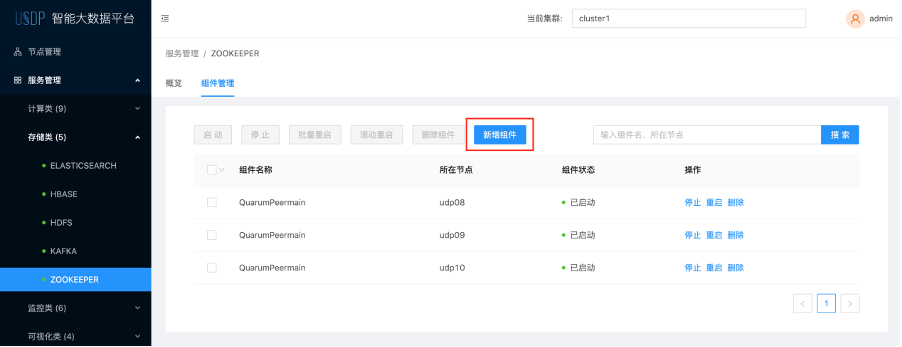 USDP 智能大数据平台
当前集群: cluster1
admin
节点管理
服务管理
计算类 (9)
存储类 (5)
ELASTICSEARCH
HBASE
HDFS
KAFKA
ZOOKEEPER
监控类 (6)
可视化类 (4)
服务管理 / ZOOKEEPER
概览 组件管理
启 动 停 止 批量重启 滚动重启 删除组件 新增组件 输入组件名、所在节点 搜 索
组件名称 所在节点 组件状态 操作
QuarumPeermain udp08 已启动 停止 重启 删除
QuarumPeermain udp09 已启动 停止 重启 删除
QuarumPeermain udp10 已启动 停止 重启 删除
< 1 >